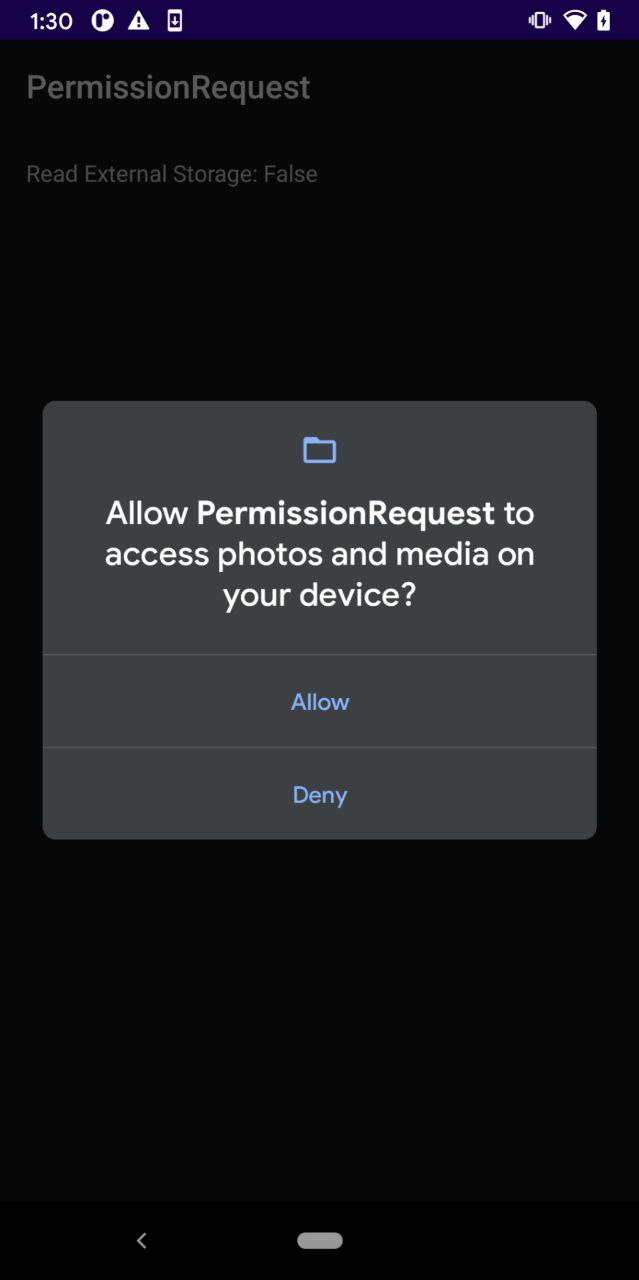 1:30
PermissionRequest
Read External Storage: False
Allow PermissionRequest to
access photos and media on
your device?
Allow
Deny